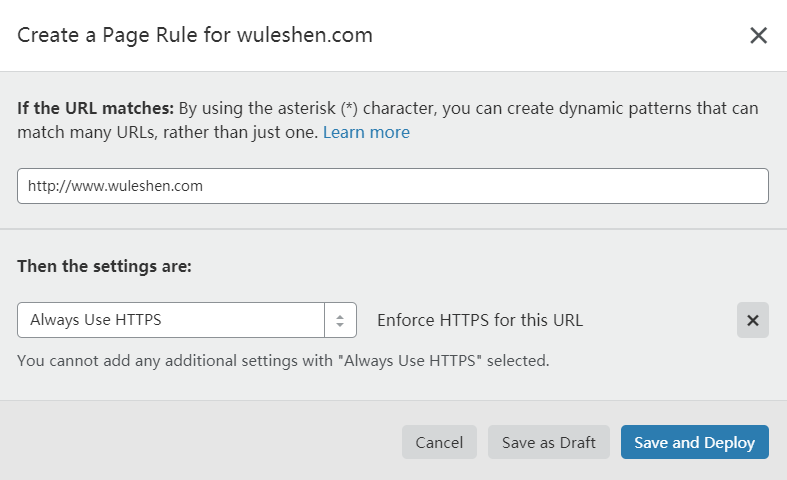 Create a Page Rule for wuleshen.com
If the URL matches: By using the asterisk (*) character, you can create dynamic patterns that can
match many URLs, rather than just one. Learn more
http://www.wuleshen.com
Then the settings are:
Always Use HTTPS
Enforce HTTPS for this URL
You cannot add any additional settings with "Always Use HTTPS" selected.
Cancel
Save as Draft
Save and Deploy